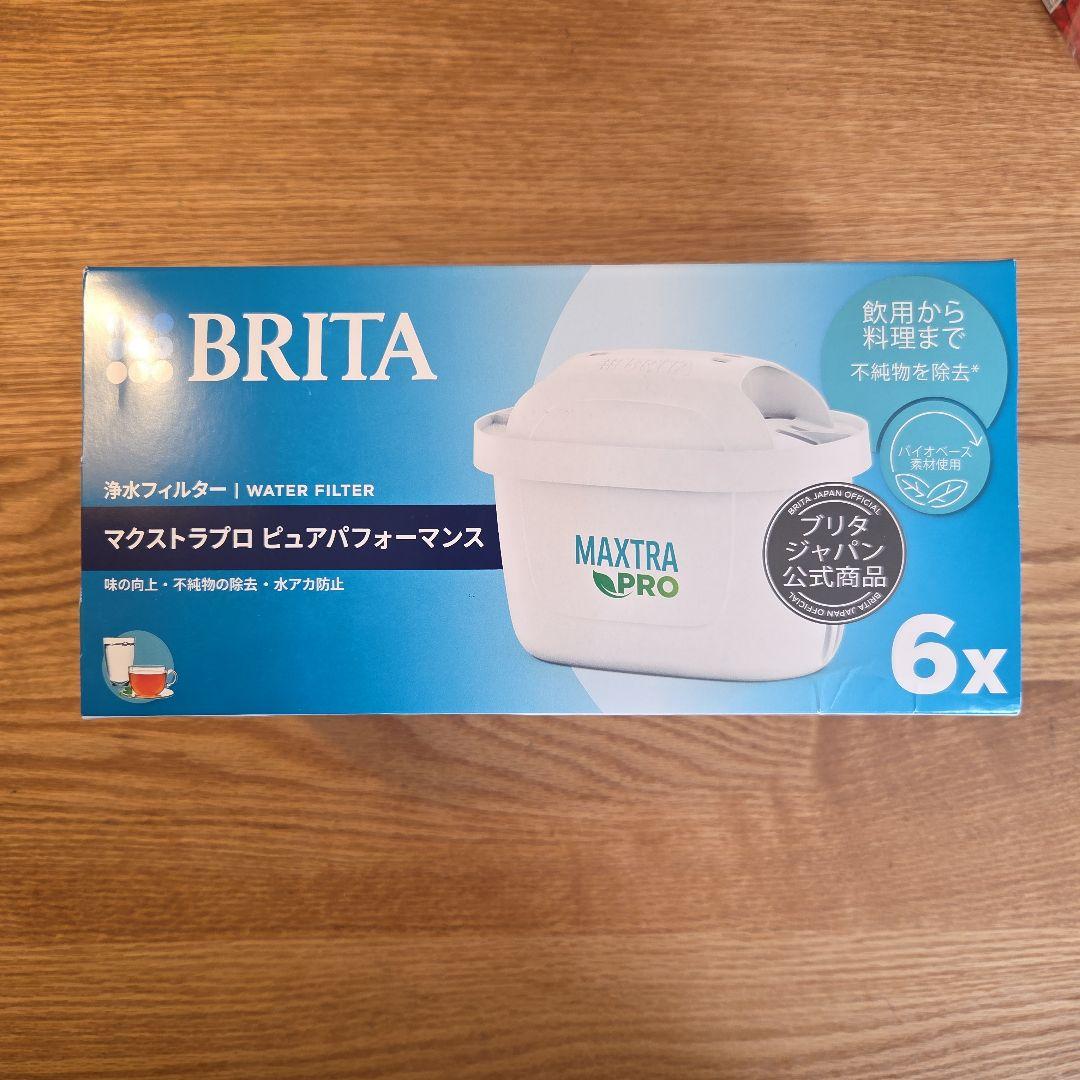 BRITA
浄水フィルター | WATER FILTER
マクストラプロ ピュアパフォーマンス
味の向上・不純物の除去・水アカ防止
MAXTRA
PRO
飲用から
料理まで
不純物を除去*
バイオベース
素材使用
BRITA JAPAN OFFICIAL
ブリタ
ジャパン
公式商品
BRITA JAPAN OFFICIAL
6x